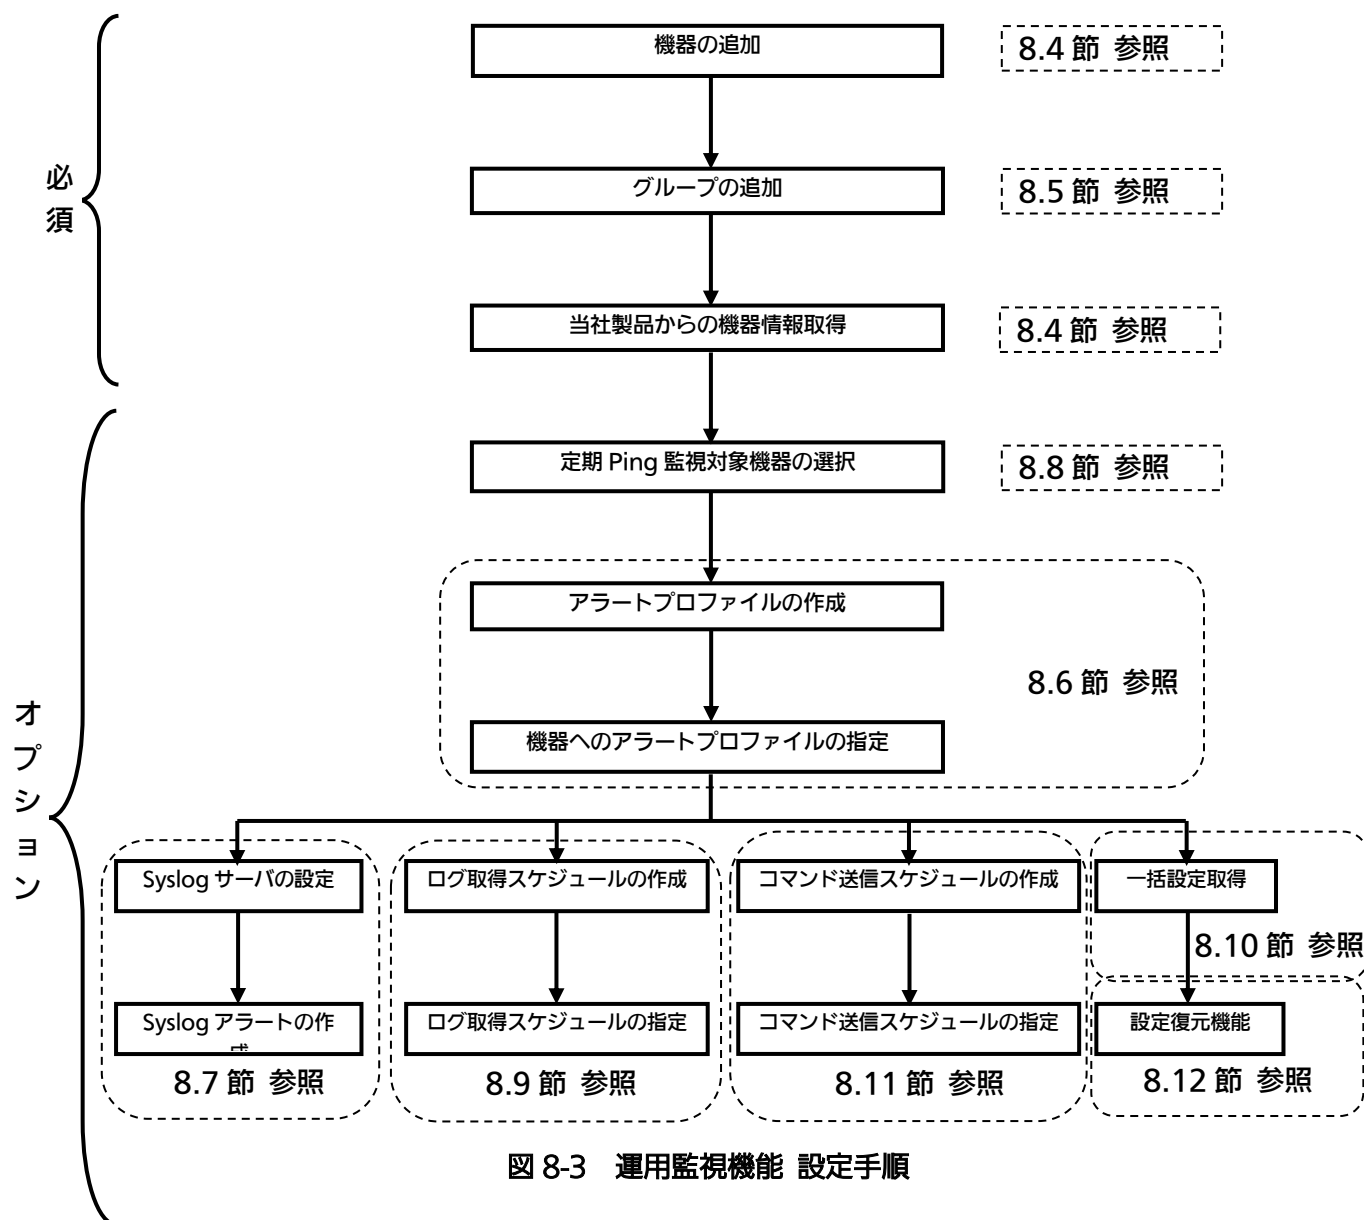 機器の追加
8.4 節 参照
グループの追加
8.5 節 参照
必須
当社製品からの機器情報取得
8.4 節 参照
定期 Ping 監視対象機器の選択
8.8 節 参照
アラートプロファイルの作成
8.6 節 参照
機器へのアラートプロファイルの指定
オプション
Syslog サーバの設定
ログ取得スケジュールの作成
コマンド送信スケジュールの作成
一括設定取得
8.10 節 参照
Syslog アラートの作
ログ取得スケジュールの指定
コマンド送信スケジュールの指定
設定復元機能
8.7 節 参照
8.9 節 参照
8.11 節 参照
8.12 節 参照
図 8-3 運用監視機能 設定手順